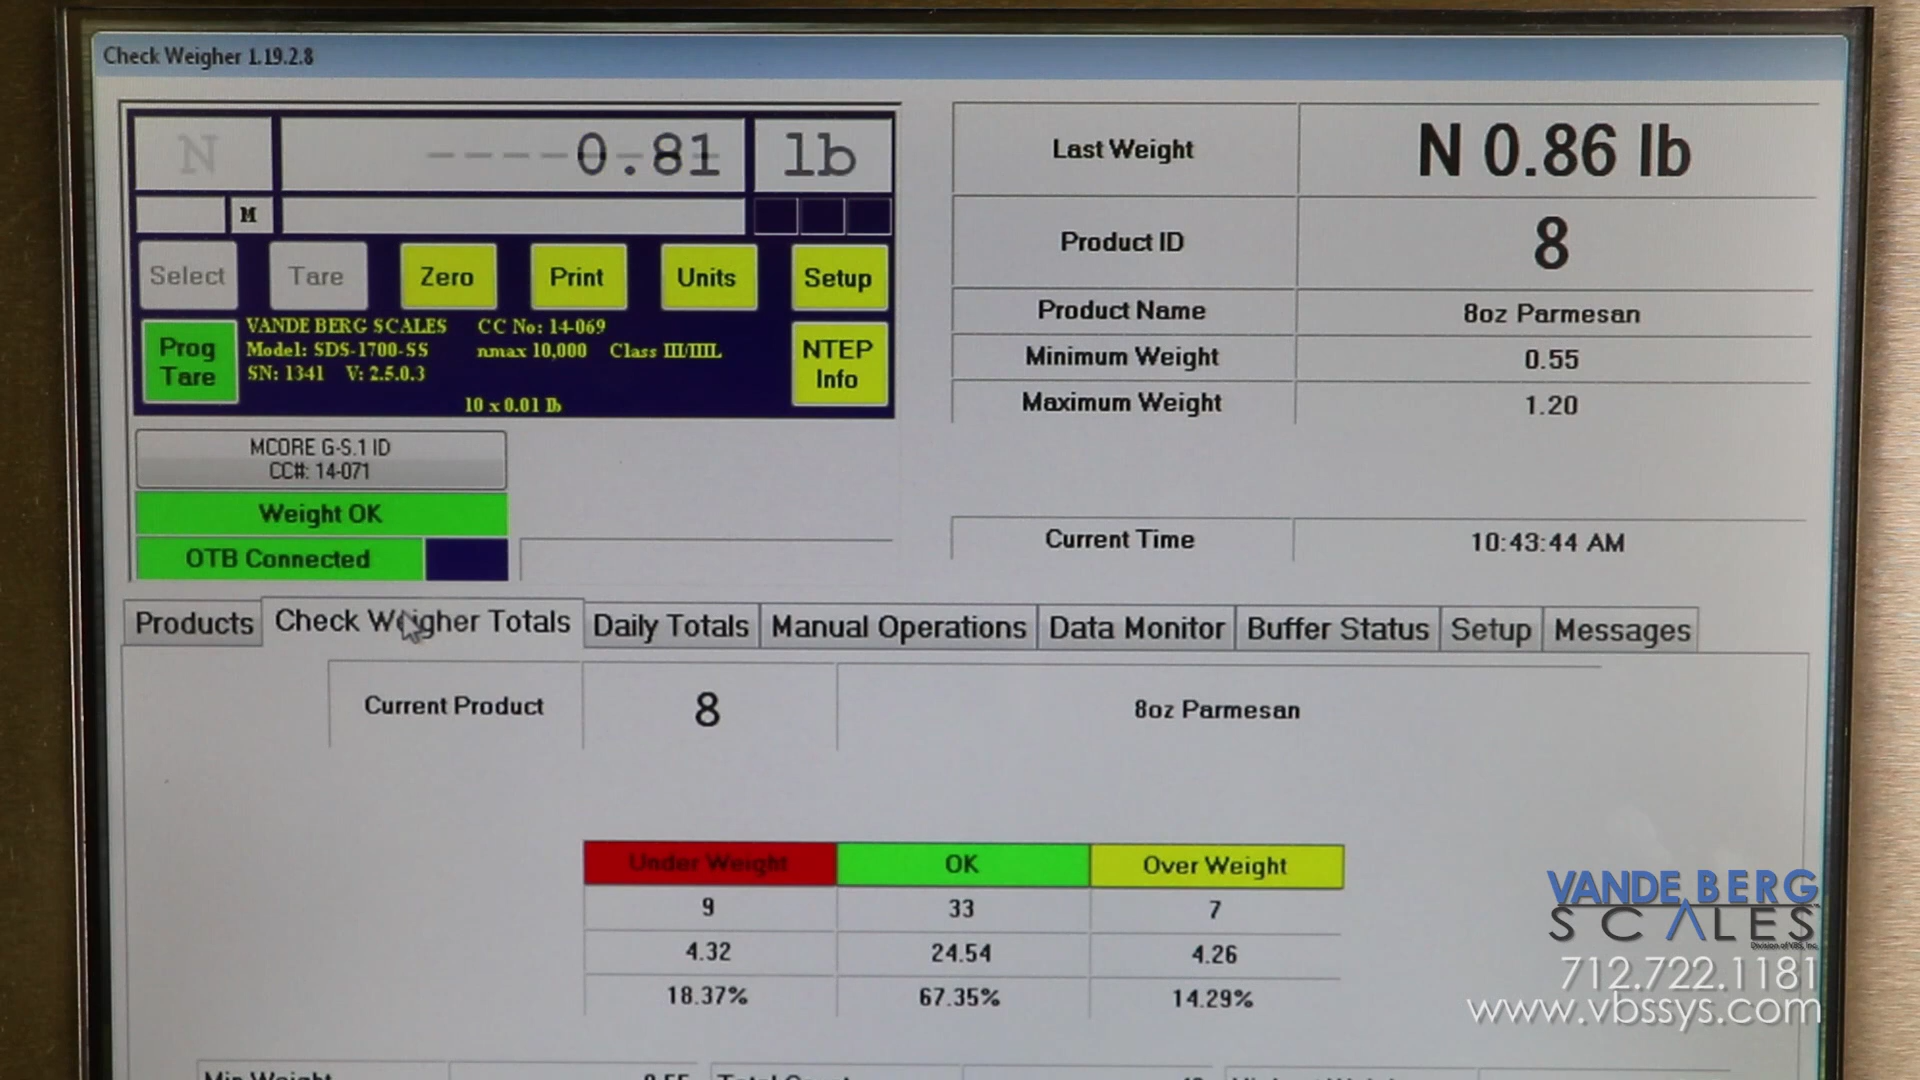 Check Weigher 1.19.2.8
N
0.81
lb
M
Select
Tare
Zero
Print
Units
Setup
Prog
Tare
VANDE BERG SCALES CC No: 14-069
Model: SDS-1700-SS nmax 10,000 Class III/IIIL
SN: 1341 V: 2.5.0.3
10 x 0.01 lb
NTEP
Info
MCORE G-S.1 ID
CC#: 14-071
Weight OK
OTB Connected
Last Weight N 0.86 lb
Product ID 8
Product Name 8oz Parmesan
Minimum Weight 0.55
Maximum Weight 1.20
Current Time 10:43:44 AM
Products Check Weigher Totals Daily Totals Manual Operations Data Monitor Buffer Status Setup Messages
Current Product 8 8oz Parmesan
Under Weight OK Over Weight
9 33 7
4.32 24.54 4.26
18.37% 67.35% 14.29%
Min Weight
VANDE BERG
SCALES
712.722.1181
www.vbssys.com